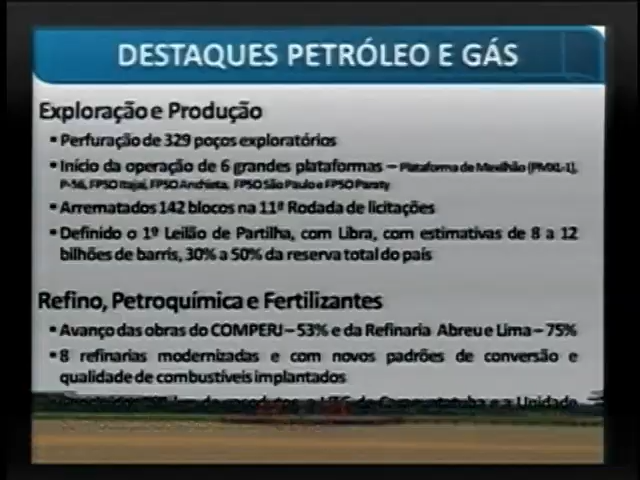 DESTAQUES PETRÓLEO E GÁS
Exploração e Produção
• Perfuração de 329 poços exploratórios
• Início da operação de 6 grandes plataformas – Plataforma de Mexilhão (PMXL-1),
P-56, FPSO Itajaí, FPSO Anchieta, FPSO São Paulo e FPSO Paraty
• Arrematados 142 blocos na 11ª Rodada de licitações
• Definido o 1º Leilão de Partilha, com Libra, com estimativas de 8 a 12
bilhões de barris, 30% a 50% da reserva total do país
Refino, Petroquímica e Fertilizantes
• Avanço das obras do COMPERJ – 53% e da Refinaria Abreu e Lima – 75%
• 8 refinarias modernizadas e com novos padrões de conversão e
qualidade de combustíveis implantados
e a Unidade